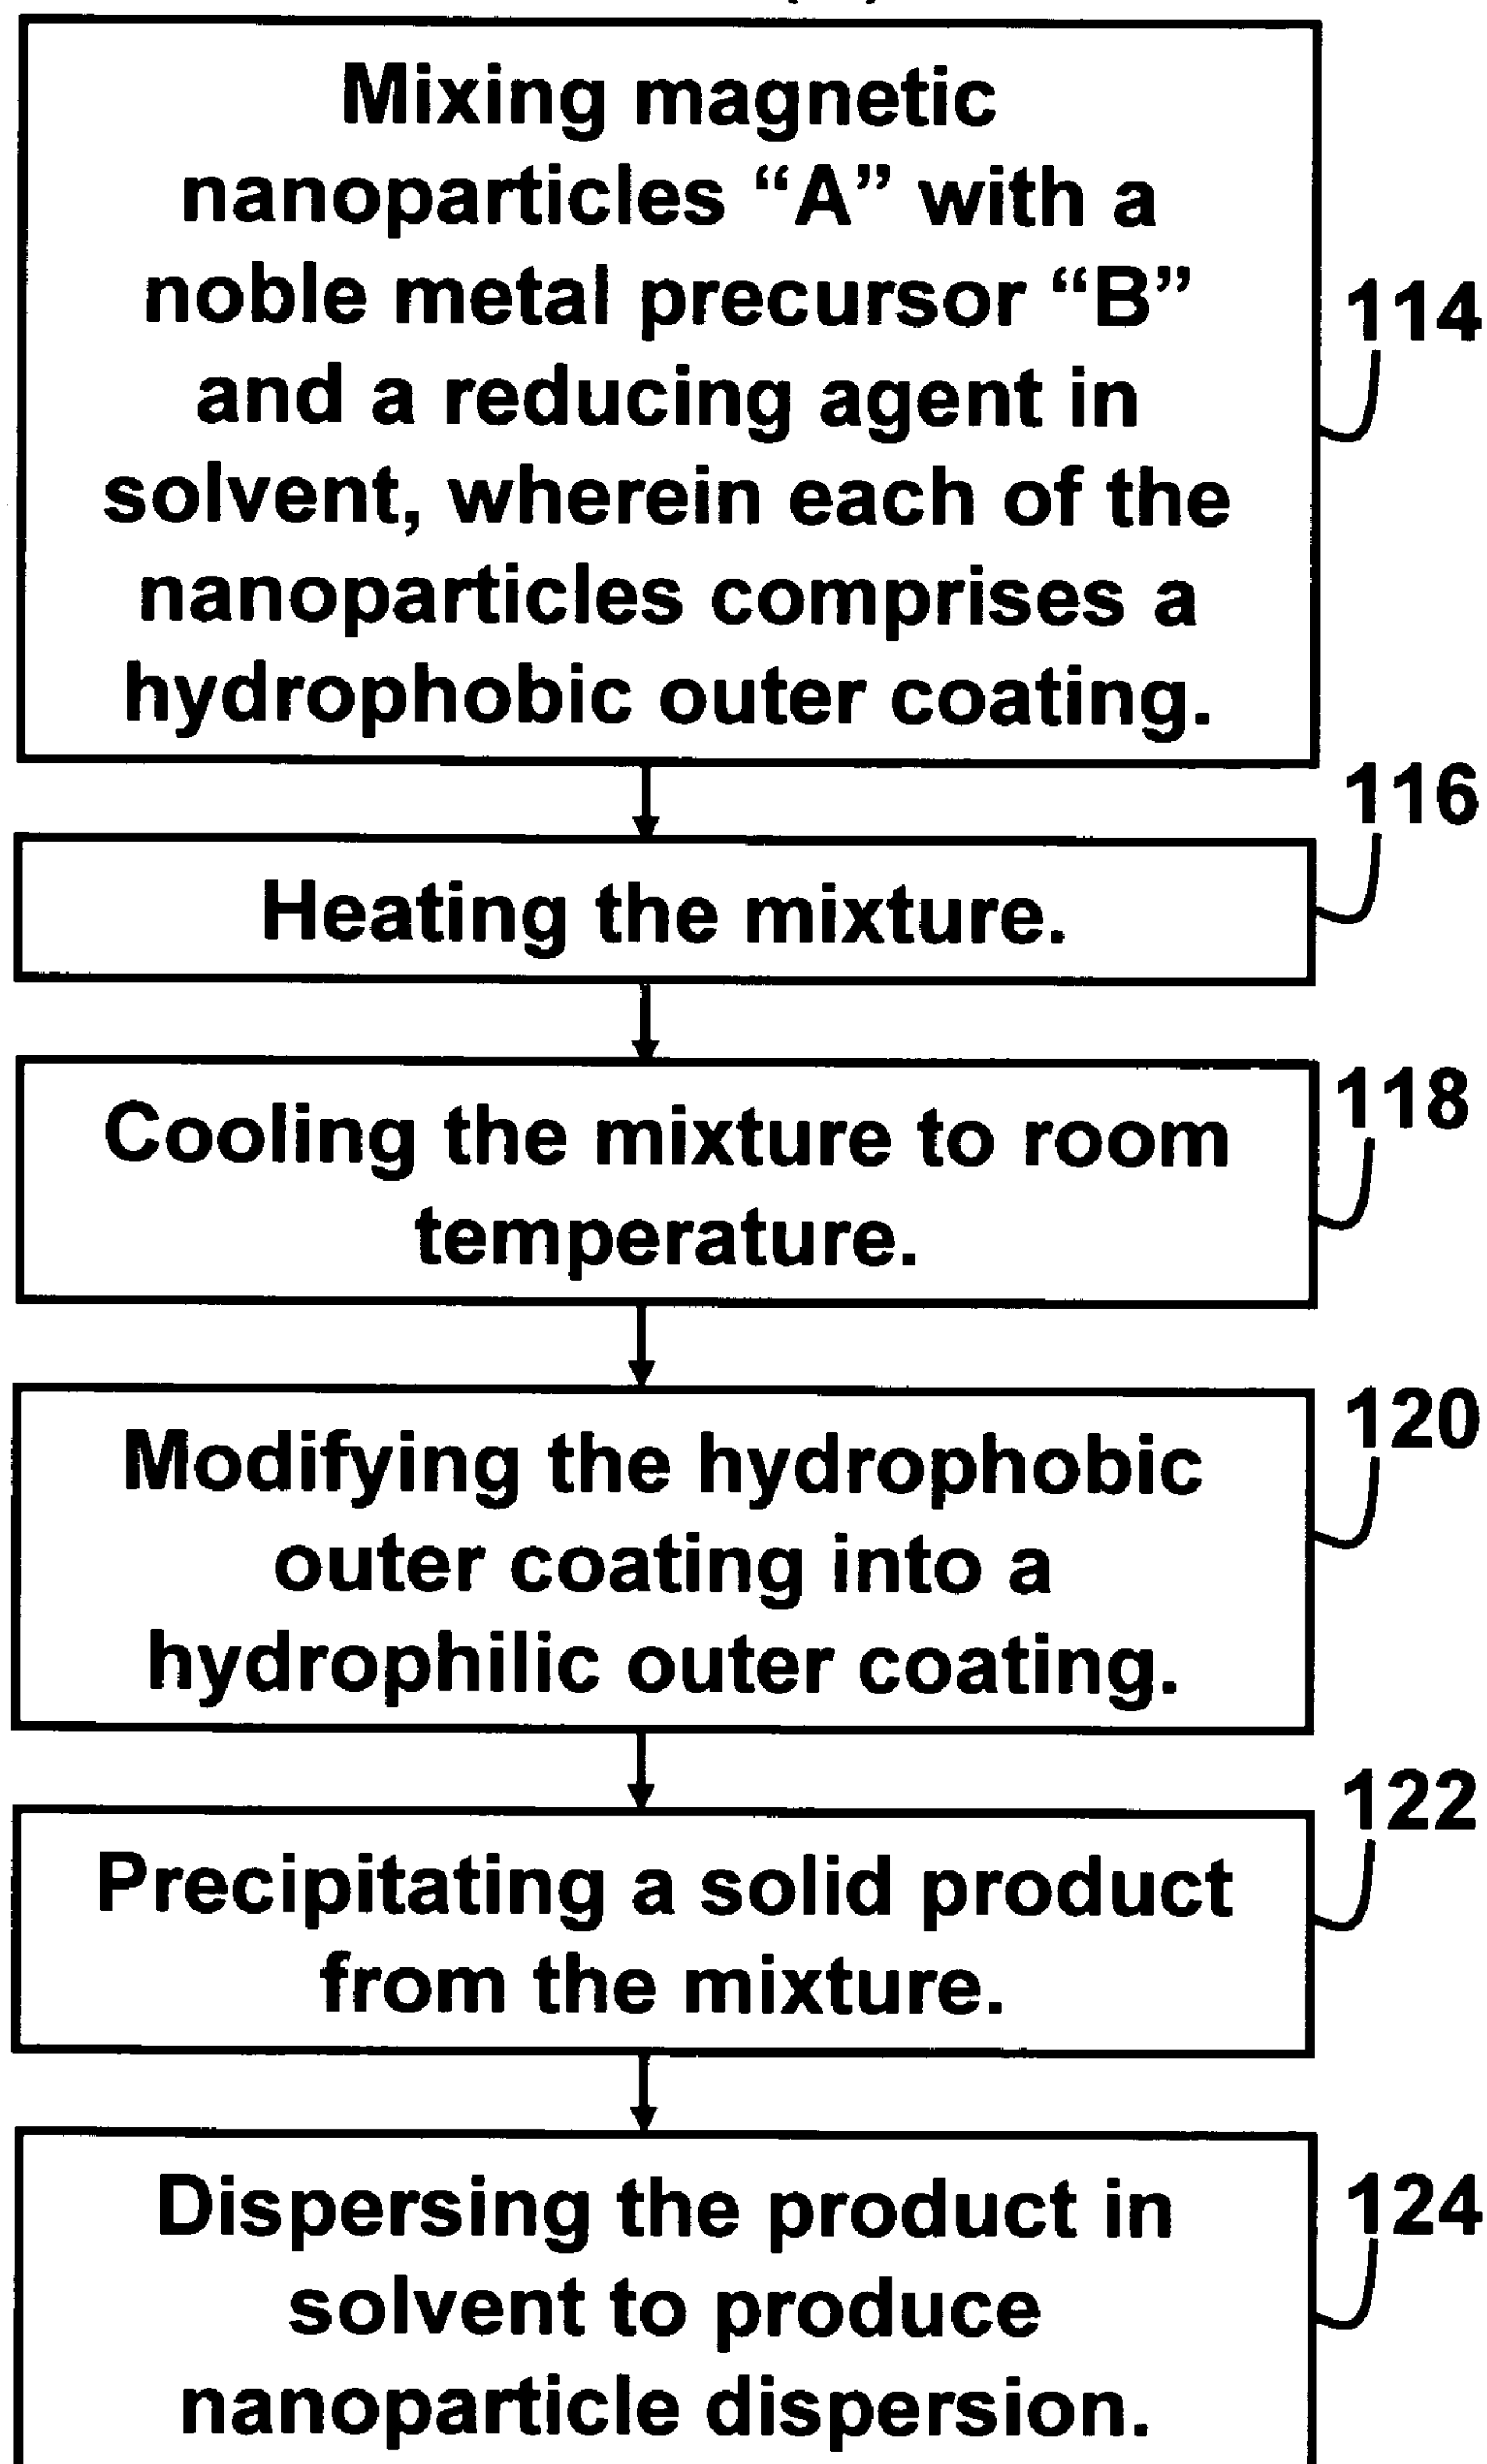 Mixing magnetic
nanoparticles “A” with a
noble metal precursor “B”
and a reducing agent in
solvent, wherein each of the
nanoparticles comprises a
hydrophobic outer coating.
114
116
Heating the mixture.
118
Cooling the mixture to room
temperature.
120
Modifying the hydrophobic
outer coating into a
hydrophilic outer coating.
122
Precipitating a solid product
from the mixture.
124
Dispersing the product in
solvent to produce
nanoparticle dispersion.